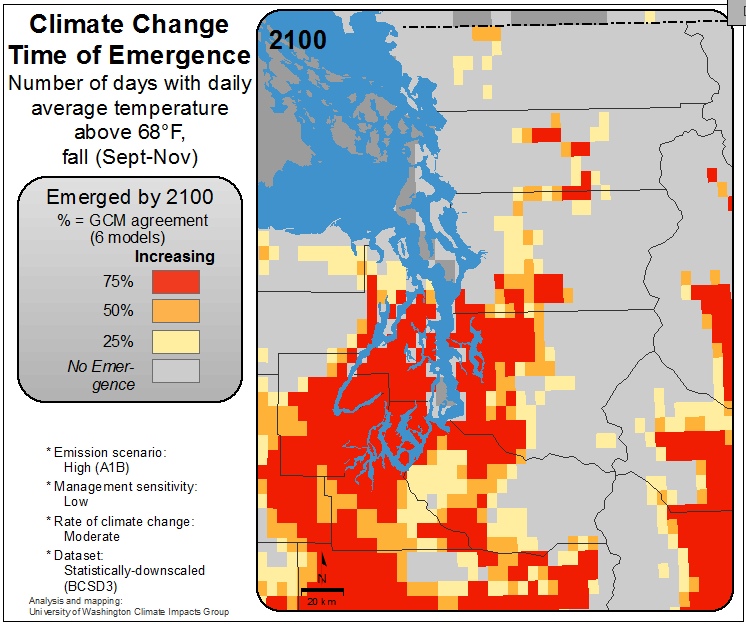 Climate Change
Time of Emergence
Number of days with daily
average temperature
above 68°F,
fall (Sept-Nov)
Emerged by 2100
% = GCM agreement
(6 models)
Increasing
75%
50%
25%
No Emer-
gence
* Emission scenario:
High (A1B)
* Management sensitivity:
Low
* Rate of climate change:
Moderate
* Dataset:
Statistically-downscaled
(BCSD3)
Analysis and mapping:
University of Washington Climate Impacts Group
2100
N
20 km